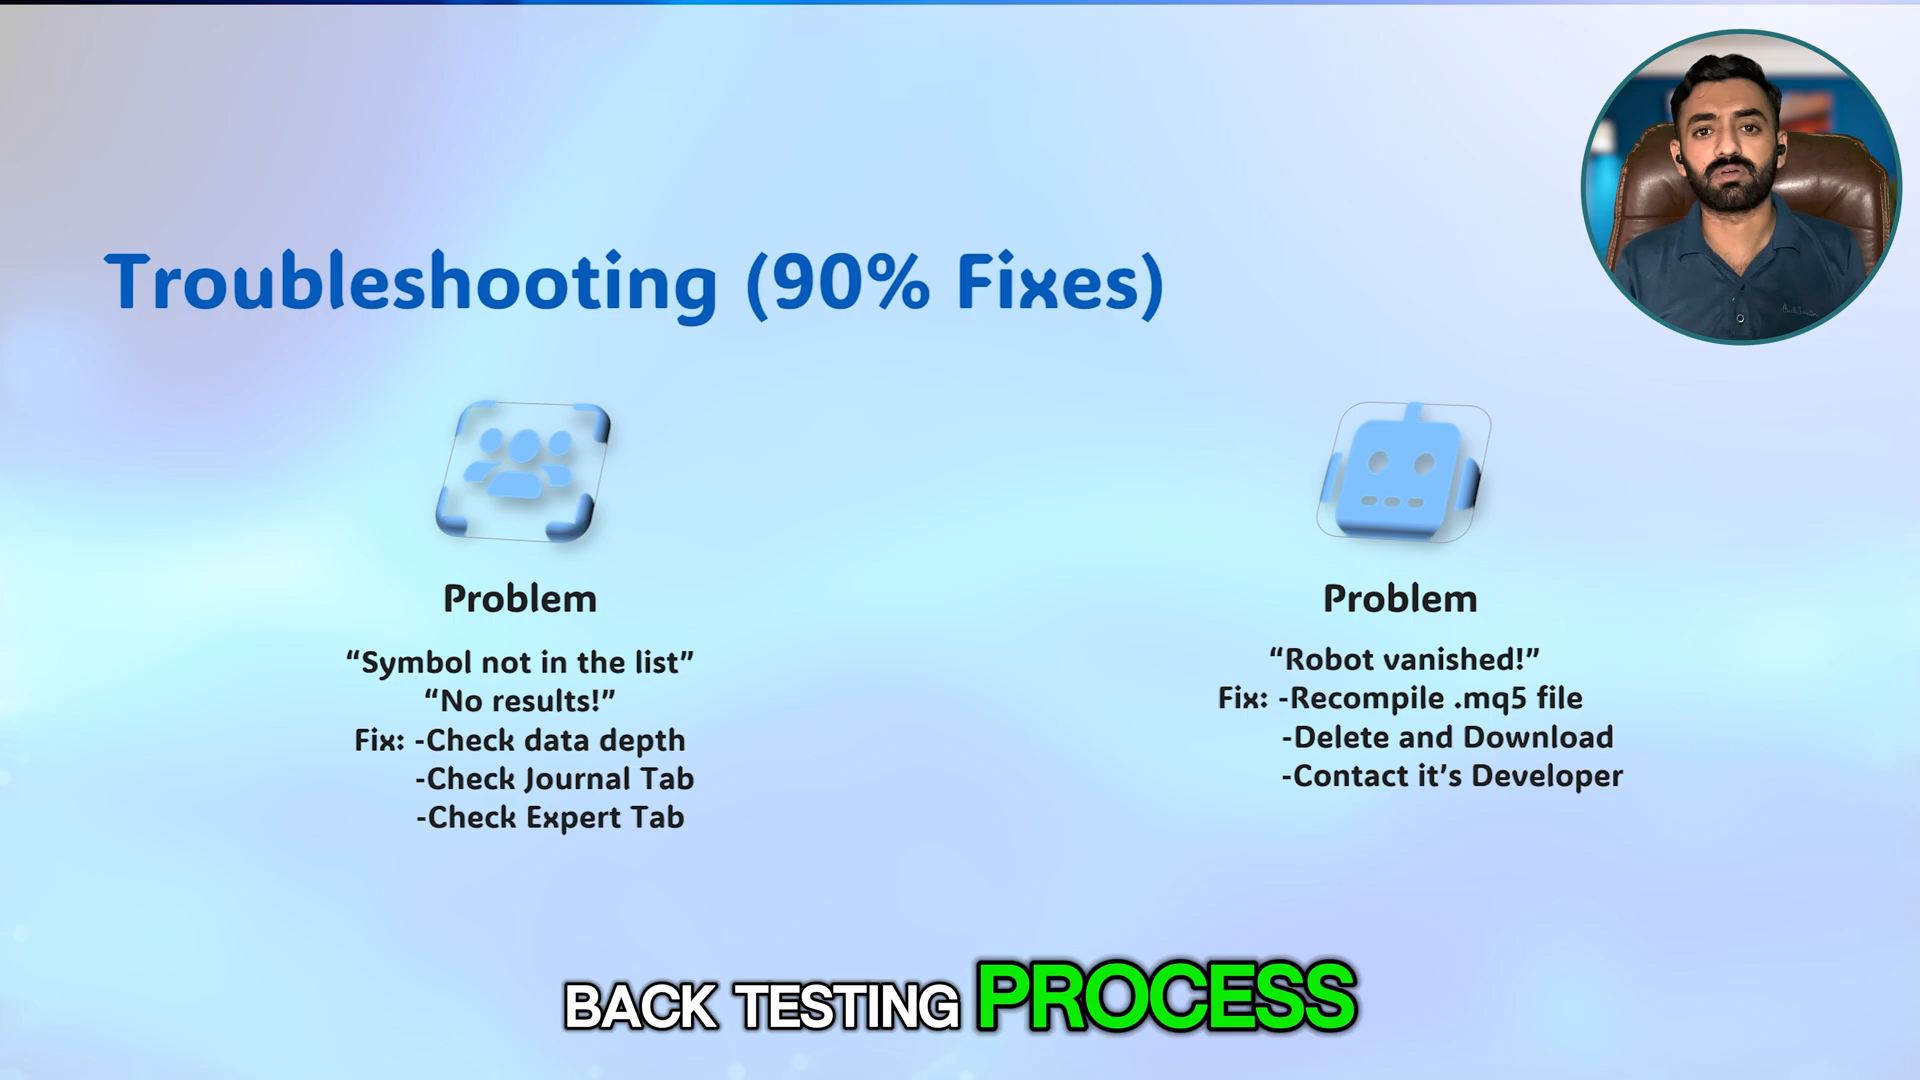 Troubleshooting (90% Fixes)
Problem
“Symbol not in the list”
“No results!”
Fix: -Check data depth
-Check Journal Tab
-Check Expert Tab
Problem
“Robot vanished!”
Fix: -Recompile .mq5 file
-Delete and Download
-Contact it’s Developer
BACK TESTING PROCESS